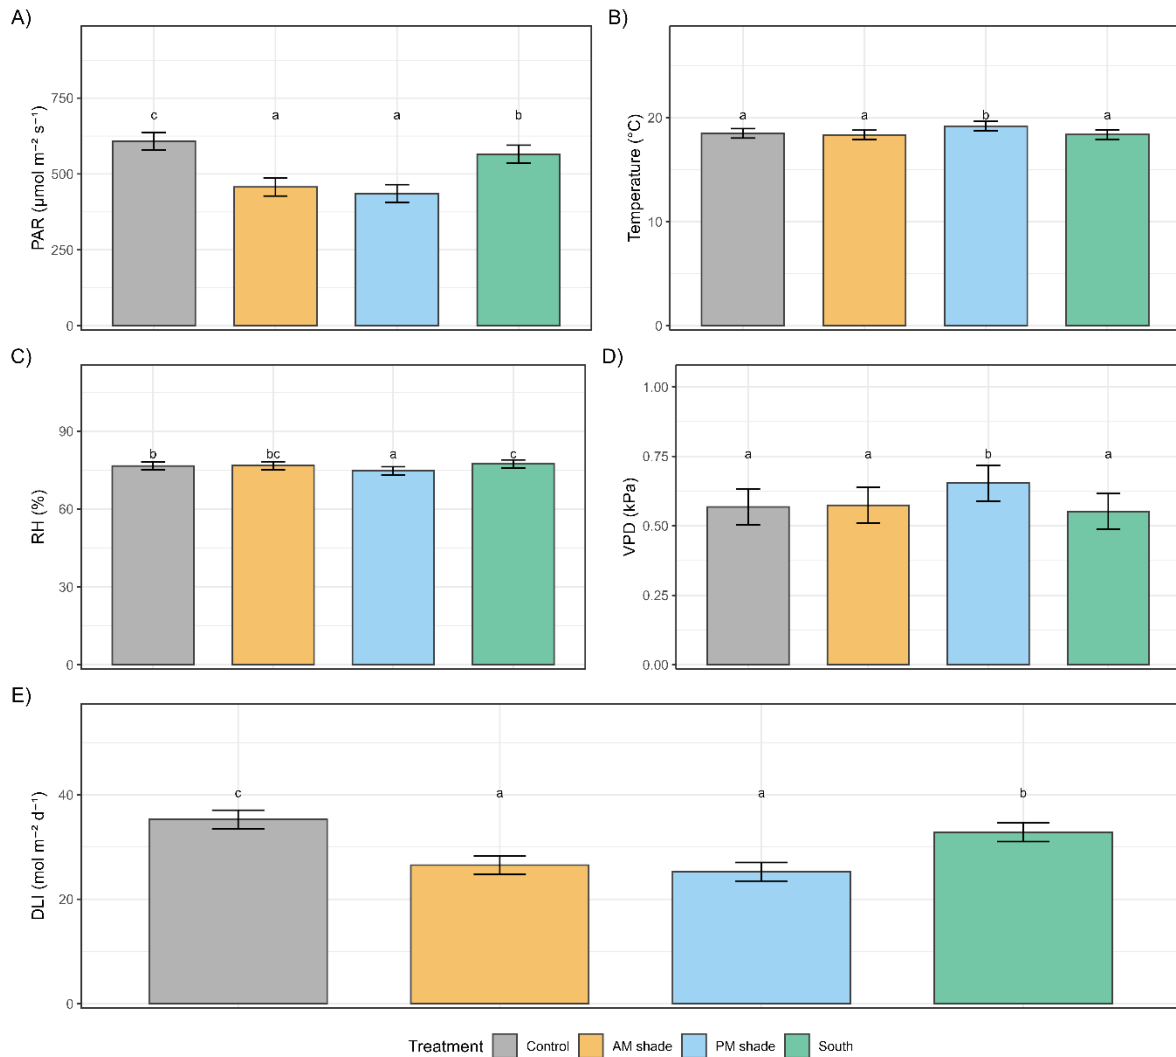 A)
PAR (µmol m⁻² s⁻¹)
750
500
250
0
c
a
a
b
B)
Temperature (°C)
20
10
0
a
a
b
a
C)
RH (%)
90
60
30
0
b
bc
a
c
D)
VPD (kPa)
1.00
0.75
0.50
0.25
0.00
a
a
b
a
E)
DLI (mol m⁻² d⁻¹)
40
20
0
c
a
a
b
Treatment Control AM shade PM shade South